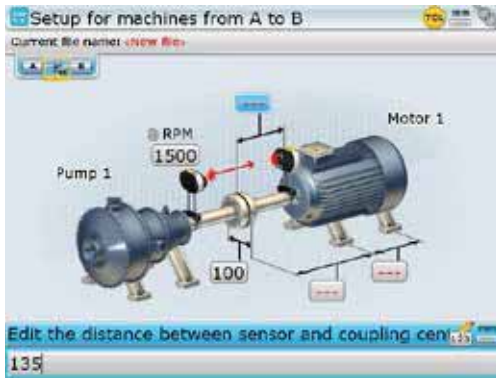 Setup for machines from A to B
TOL
Current file name: <New file>
A B
---
Motor 1
@ RPM
1500
Pump 1
100
---
---
Edit the distance between sensor and coupling cen
135